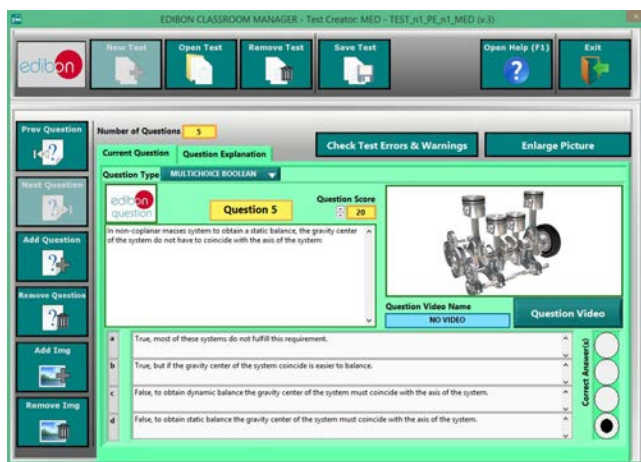 EDIBON CLASSROOM MANAGER - Test Creator: MED - TEST_n1_PE_n1_MED (v.3)
edibon
New Test
Open Test
Remove Test
Save Test
Open Help (F1)
Exit
Prev Question
Number of Questions 5
Check Test Errors & Warnings
Enlarge Picture
Current Question
Question Explanation
Question Type MULTICHOICE BOOLEAN
Next Question
edibon
question
Question 5
Question Score
20
In non-coplanar masses system to obtain a static balance, the gravity center
of the system do not have to coincide with the axis of the system:
Add Question
Remove Question
Question Video Name
NO VIDEO
Question Video
Add Img
Remove Img
a True, most of these systems do not fulfill this requirement.
b True, but if the gravity center of the system coincide is easier to balance.
c False, to obtain dynamic balance the gravity center of the system must coincide with the axis of the system.
d False, to obtain static balance the gravity center of the system must coincide with the axis of the system.
Correct Answer(s)